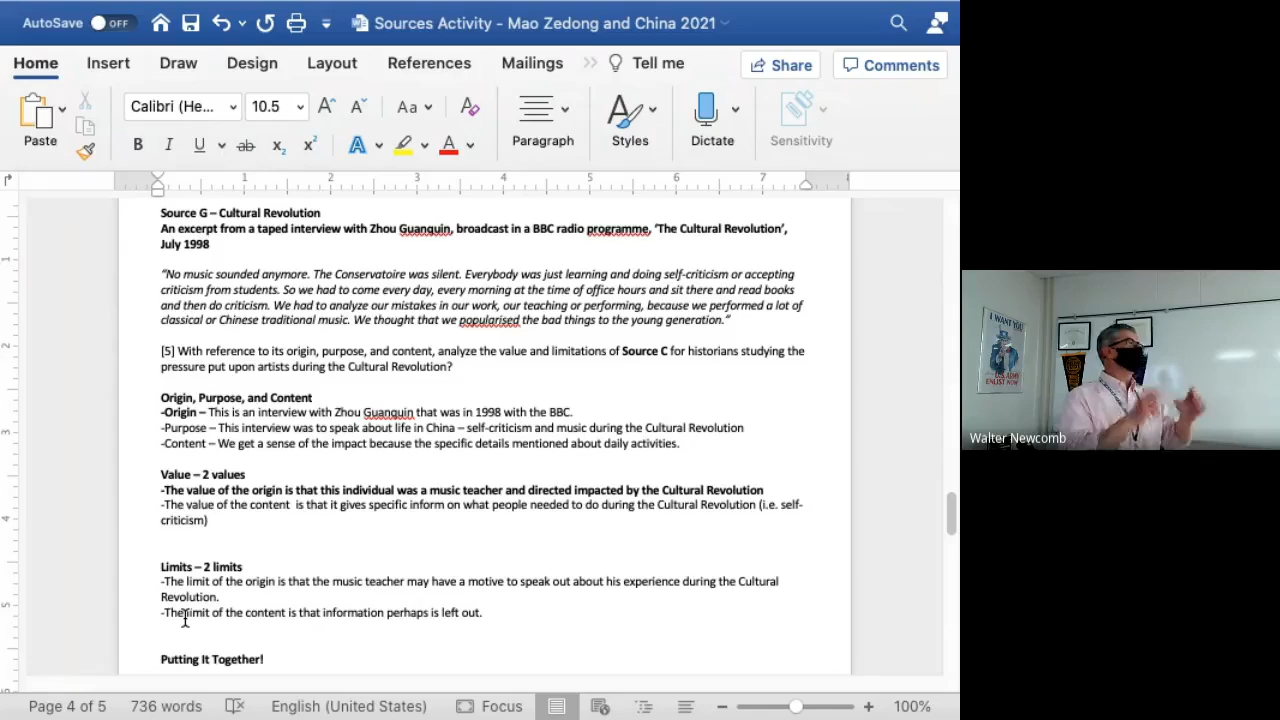 AutoSave OFF Sources Activity - Mao Zedong and China 2021
Home Insert Draw Design Layout References Mailings Tell me Share Comments
Calibri (He... 10.5
Paste Paragraph Styles Dictate Sensitivity
1 2 3 4 5 6 7
Source G – Cultural Revolution
An excerpt from a taped interview with Zhou Guanquin, broadcast in a BBC radio programme, ‘The Cultural Revolution’,
July 1998
“No music sounded anymore. The Conservatoire was silent. Everybody was just learning and doing self-criticism or accepting
criticism from students. So we had to come every day, every morning at the time of office hours and sit there and read books
and then do criticism. We had to analyze our mistakes in our work, our teaching or performing, because we performed a lot of
classical or Chinese traditional music. We thought that we popularised the bad things to the young generation.”
[5] With reference to its origin, purpose, and content, analyze the value and limitations of Source C for historians studying the
pressure put upon artists during the Cultural Revolution?
Origin, Purpose, and Content
-Origin – This is an interview with Zhou Guanquin that was in 1998 with the BBC.
-Purpose – This interview was to speak about life in China – self-criticism and music during the Cultural Revolution
-Content – We get a sense of the impact because the specific details mentioned about daily activities.
Value – 2 values
-The value of the origin is that this individual was a music teacher and directed impacted by the Cultural Revolution
-The value of the content is that it gives specific inform on what people needed to do during the Cultural Revolution (i.e. self-
criticism)
Limits – 2 limits
-The limit of the origin is that the music teacher may have a motive to speak out about his experience during the Cultural
Revolution.
-The limit of the content is that information perhaps is left out.
Putting It Together!
Page 4 of 5 736 words English (United States) Focus 100%
I WANT YOU
U.S. ARMY
ENLIST NOW
Walter Newcomb